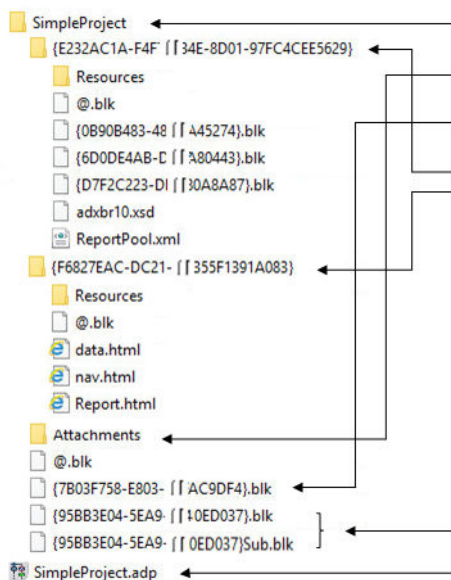 SimpleProject
{E232AC1A-F4F ⌠⌠34E-8D01-97FC4CEE5629}
Resources
@.blk
{0B90B483-48 ⌠⌠A45274}.blk
{6D0DE4AB-D ⌠⌠A80443}.blk
{D7F2C223-DI ⌠⌠30A8A87}.blk
adxbr10.xsd
ReportPool.xml
{F6827EAC-DC21- ⌠⌠355F1391A083}
Resources
@.blk
data.html
nav.html
Report.html
Attachments
@.blk
{7B03F758-E803- ⌠⌠AC9DF4}.blk
{95BB3E04-5EA9- ⌠⌠0ED037}.blk
{95BB3E04-5EA9- ⌠⌠0ED037}Sub.blk
SimpleProject.adp